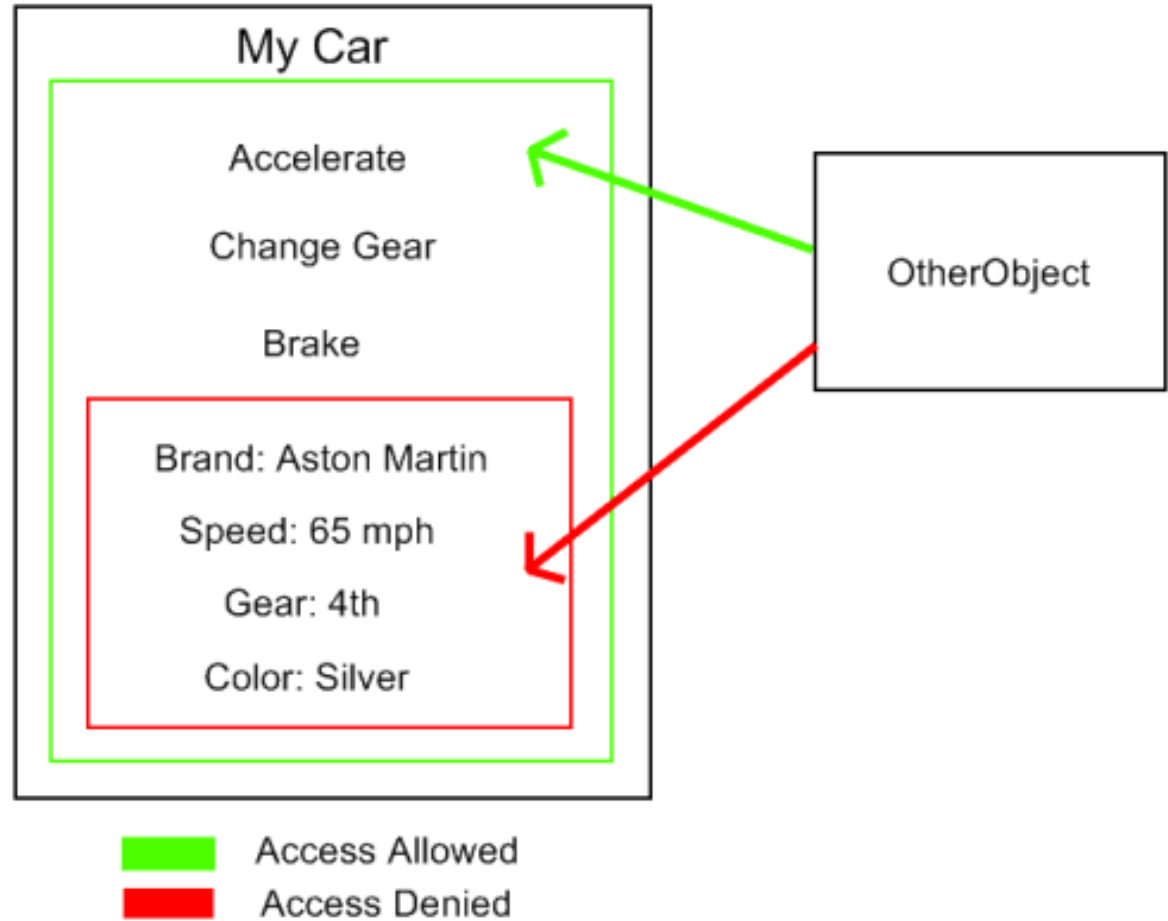 My Car
Accelerate
Change Gear
Brake
OtherObject
Brand: Aston Martin
Speed: 65 mph
Gear: 4th
Color: Silver
Access Allowed
Access Denied